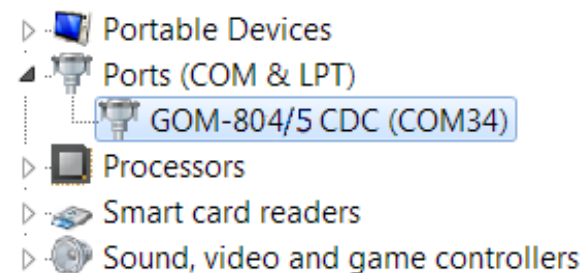 Portable Devices
Ports (COM & LPT)
GOM-804/5 CDC (COM34)
Processors
Smart card readers
Sound, video and game controllers